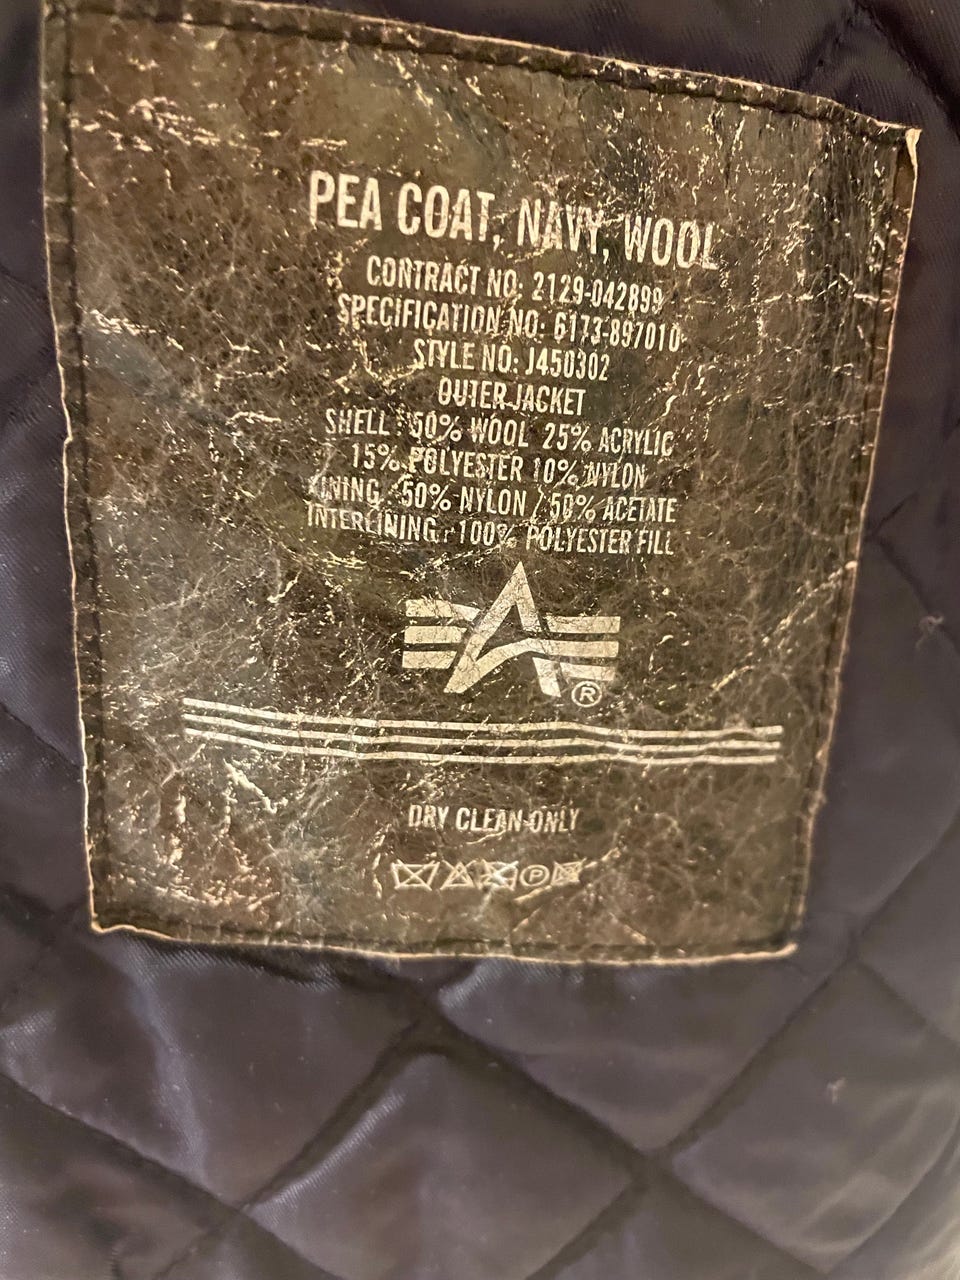 PEA COAT, NAVY, WOOL
CONTRACT NO: 2129-042899
SPECIFICATION NO: 6173-897010
STYLE NO: J450302
OUTER JACKET
SHELL : 50% WOOL 25% ACRYLIC
15% POLYESTER 10% NYLON
LINING : 50% NYLON / 50% ACETATE
INTERLINING : 100% POLYESTER FILL
A
®
DRY CLEAN ONLY
P